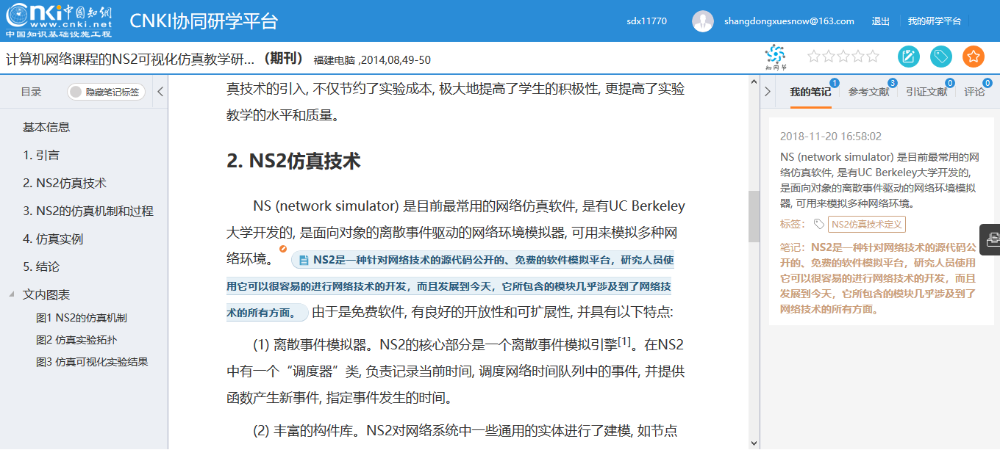 Cnki 中国知网
www.cnki.net
中国知识基础设施工程
CNKI协同研学平台
sdx11770
shangdongxuesnow@163.com
退出
我的研学平台
计算机网络课程的NS2可视化仿真教学研... （期刊） 福建电脑 ,2014,08,49-50
知网节
目录
隐藏笔记标签
基本信息
1. 引言
2. NS2仿真技术
3. NS2的仿真机制和过程
4. 仿真实例
5. 结论
文内图表
图1 NS2的仿真机制
图2 仿真实验拓扑
图3 仿真可视化实验结果
真技术的引入, 不仅节约了实验成本, 极大地提高了学生的积极性, 更提高了实验
教学的水平和质量。
2. NS2仿真技术
NS (network simulator) 是目前最常用的网络仿真软件, 是有UC Berkeley
大学开发的, 是面向对象的离散事件驱动的网络环境模拟器, 可用来模拟多种网
络环境。 NS2是一种针对网络技术的源代码公开的、免费的软件模拟平台，研究人员使
用它可以很容易的进行网络技术的开发，而且发展到今天，它所包含的模块几乎涉及到了网络技
术的所有方面。 由于是免费软件, 有良好的开放性和可扩展性, 并具有以下特点:
(1) 离散事件模拟器。NS2的核心部分是一个离散事件模拟引擎[1]。在NS2
中有一个“调度器”类, 负责记录当前时间, 调度网络时间队列中的事件, 并提供
函数产生新事件, 指定事件发生的时间。
(2) 丰富的构件库。NS2对网络系统中一些通用的实体进行了建模, 如节点
我的笔记 1
参考文献 3
引证文献 0
评论 0
2018-11-20 16:58:02
NS (network simulator) 是目前最常用的网
络仿真软件, 是有UC Berkeley大学开发的,
是面向对象的离散事件驱动的网络环境模拟
器, 可用来模拟多种网络环境。
标签： NS2仿真技术定义
笔记：NS2是一种针对网络技术的源代码公
开的、免费的软件模拟平台，研究人员使用
它可以很容易的进行网络技术的开发，而且
发展到今天，它所包含的模块几乎涉及到了
网络技术的所有方面。